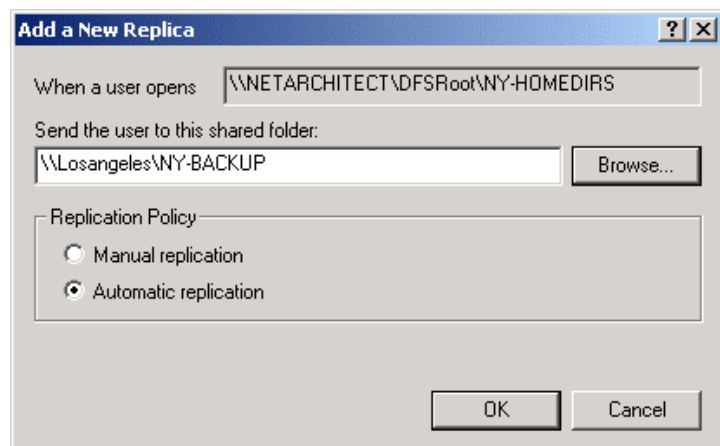 Add a New Replica
When a user opens \\NETARCHITECT\DFSRoot\NY-HOMEDIRS
Send the user to this shared folder:
\\Losangeles\NY-BACKUP Browse...
Replication Policy
Manual replication
Automatic replication
OK Cancel